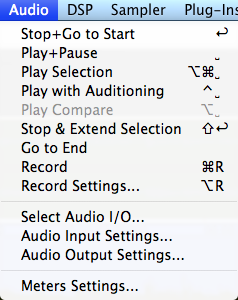 Audio DSP Sampler Plug-Ins
Stop+Go to Start ↩
Play+Pause ␣
Play Selection ⌥⌘␣
Play with Auditioning ^␣
Play Compare ⌥␣
Stop & Extend Selection ⇧↩
Go to End
Record ⌘R
Record Settings... ⌥R
Select Audio I/O...
Audio Input Settings...
Audio Output Settings...
Meters Settings...